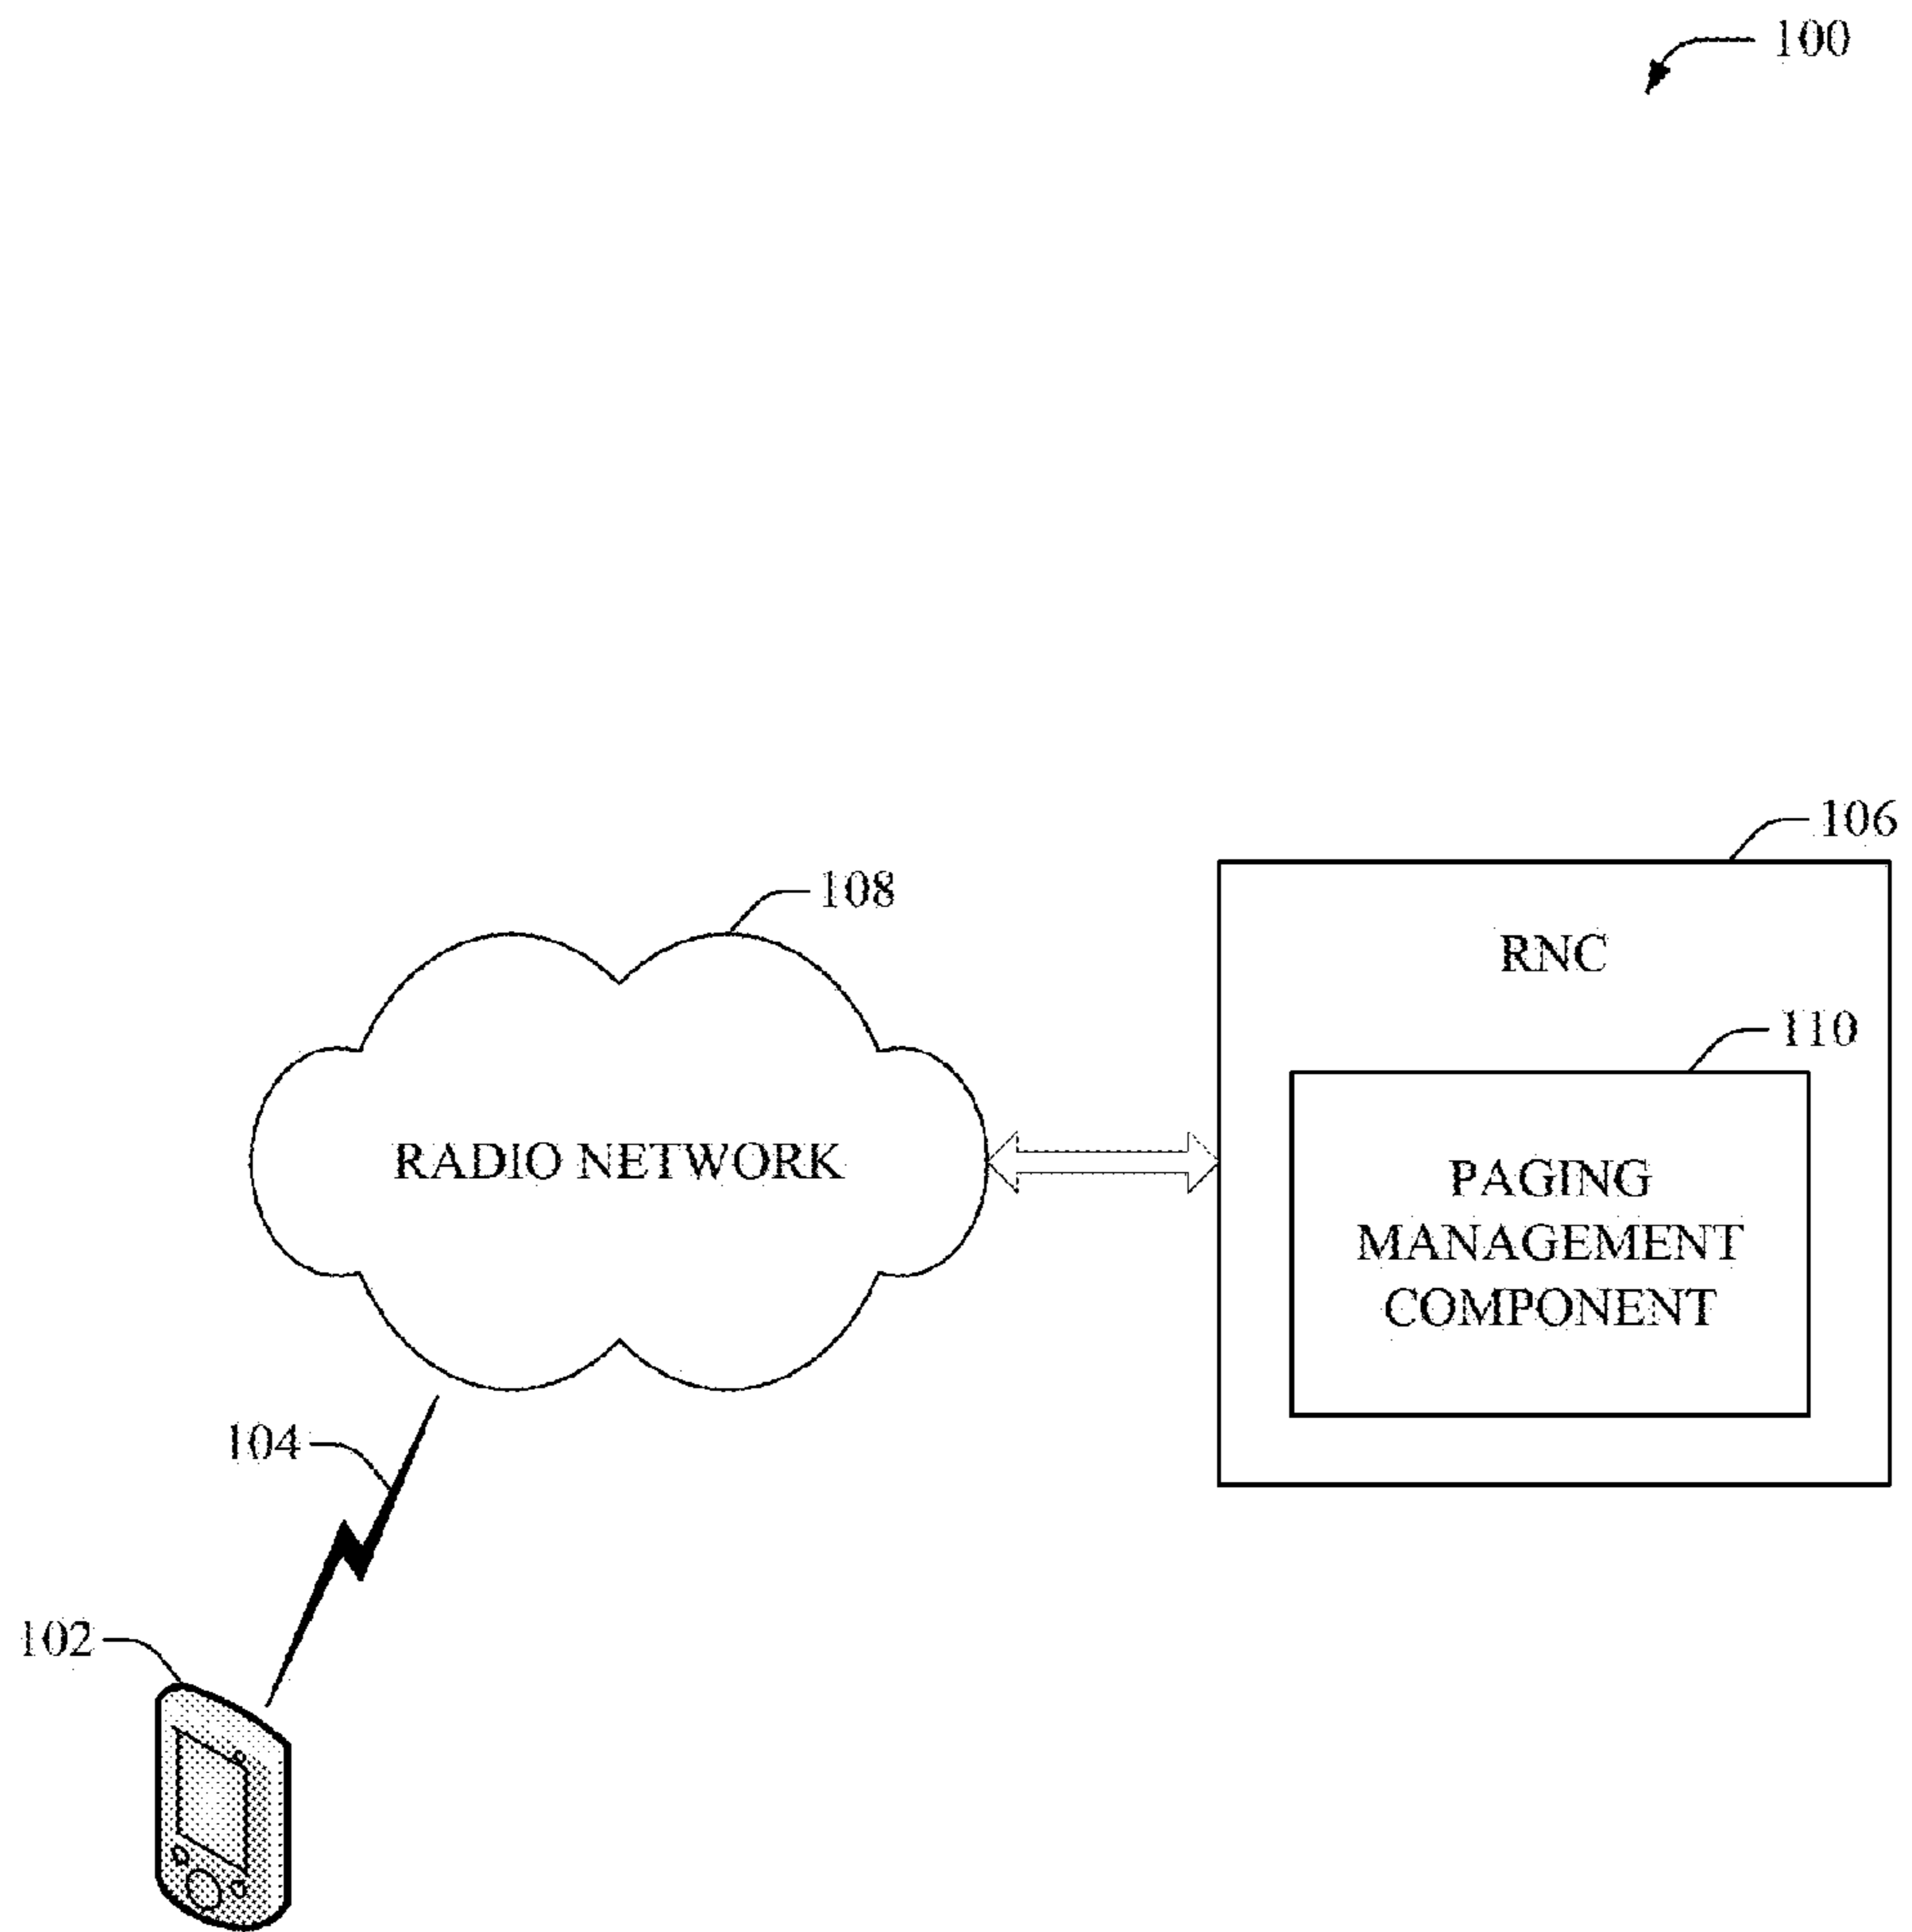 100
106
108
RNC
110
RADIO NETWORK
PAGING
MANAGEMENT
COMPONENT
104
102